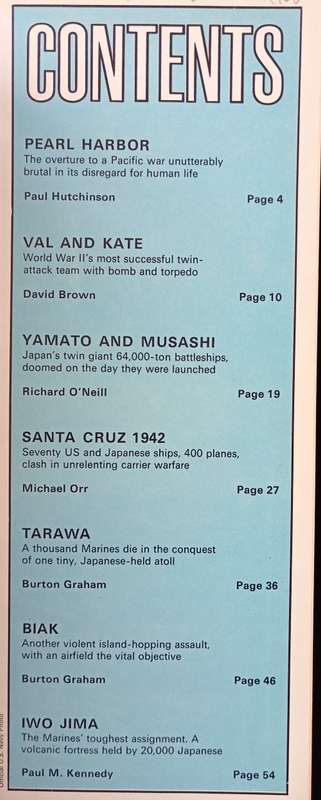 CONTENTS
PEARL HARBOR
The overture to a Pacific war unutterably
brutal in its disregard for human life
Paul Hutchinson Page 4
VAL AND KATE
World War II's most successful twin-
attack team with bomb and torpedo
David Brown Page 10
YAMATO AND MUSASHI
Japan's twin giant 64,000-ton battleships,
doomed on the day they were launched
Richard O'Neill Page 19
SANTA CRUZ 1942
Seventy US and Japanese ships, 400 planes,
clash in unrelenting carrier warfare
Michael Orr Page 27
TARAWA
A thousand Marines die in the conquest
of one tiny, Japanese-held atoll
Burton Graham Page 36
BIAK
Another violent island-hopping assault,
with an airfield the vital objective
Burton Graham Page 46
IWO JIMA
The Marines' toughest assignment. A
volcanic fortress held by 20,000 Japanese
Paul M. Kennedy Page 54
Official U.S. Navy Photo